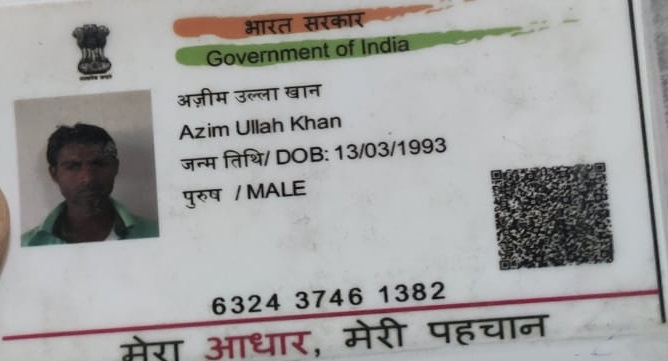 भारत सरकार
Government of India
अज़ीम उल्ला खान
Azim Ullah Khan
जन्म तिथि/ DOB: 13/03/1993
पुरुष / MALE
6324 3746 1382
मेरा आधार, मेरी पहचान